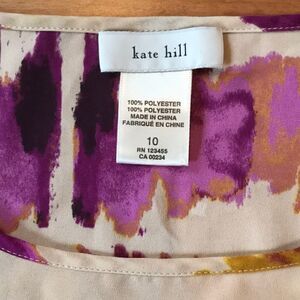 kate hill
100% POLYESTER
100% POLYESTER
MADE IN CHINA
FABRIQUÉ EN CHINE
10
RN 123455
CA 00234